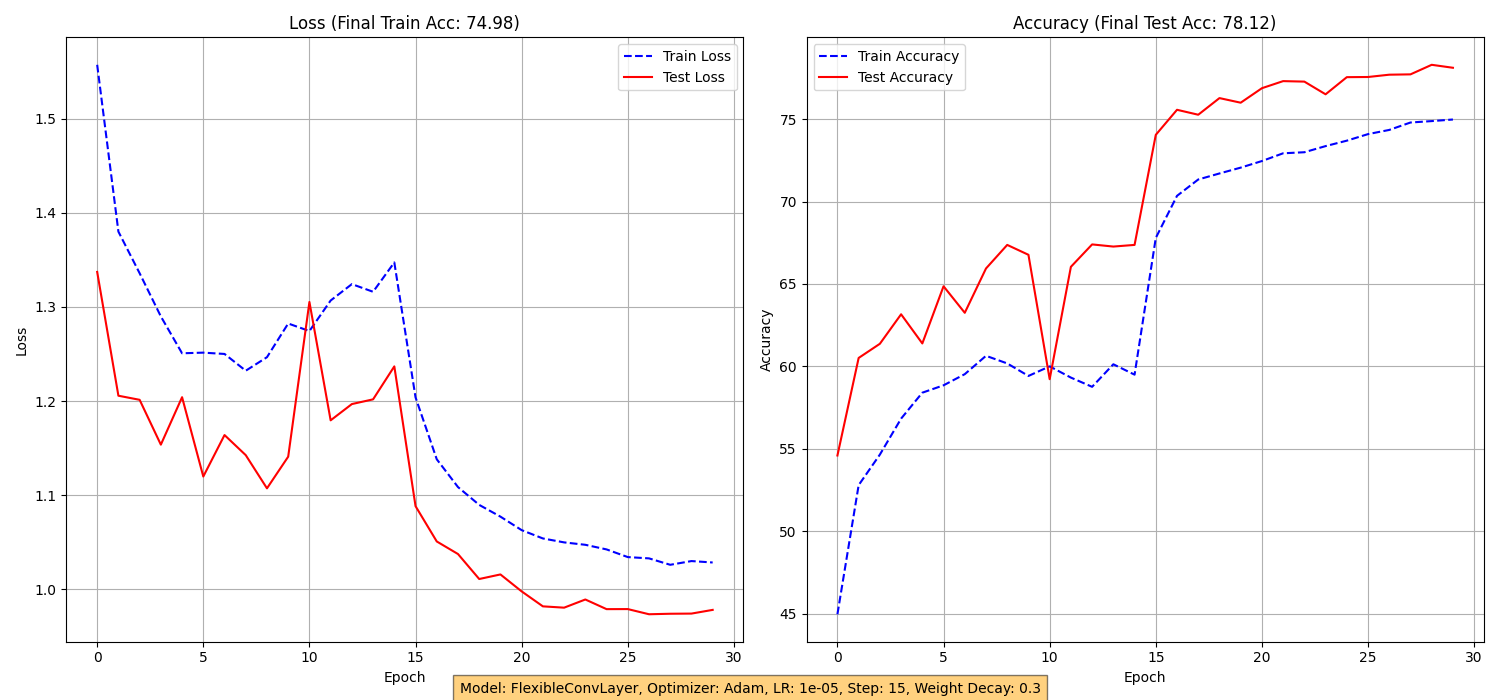 Loss (Final Train Acc: 74.98)
Train Loss
Test Loss
Loss
1.5
1.4
1.3
1.2
1.1
1.0
0 5 10 15 20 25 30
Epoch
Accuracy (Final Test Acc: 78.12)
Train Accuracy
Test Accuracy
Accuracy
75
70
65
60
55
50
45
0 5 10 15 20 25 30
Epoch
Model: FlexibleConvLayer, Optimizer: Adam, LR: 1e-05, Step: 15, Weight Decay: 0.3